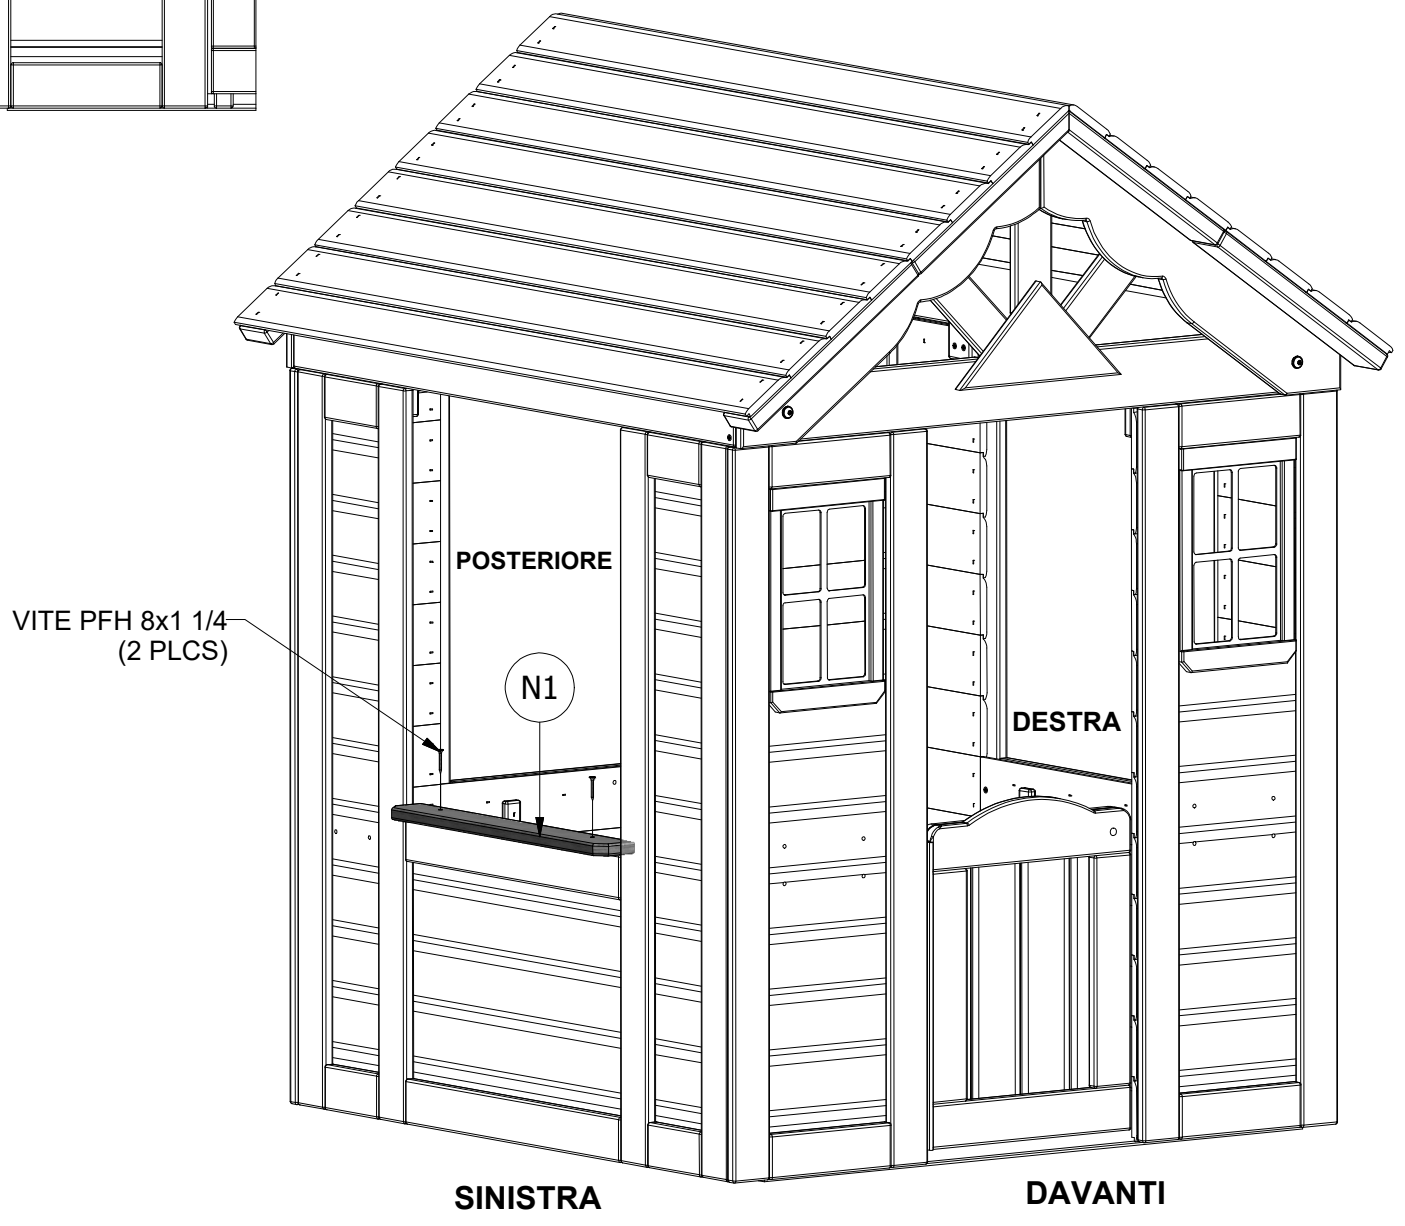 POSTERIORE
VITE PFH 8x1 1/4
(2 PLCS)
N1
DESTRA
SINISTRA
DAVANTI